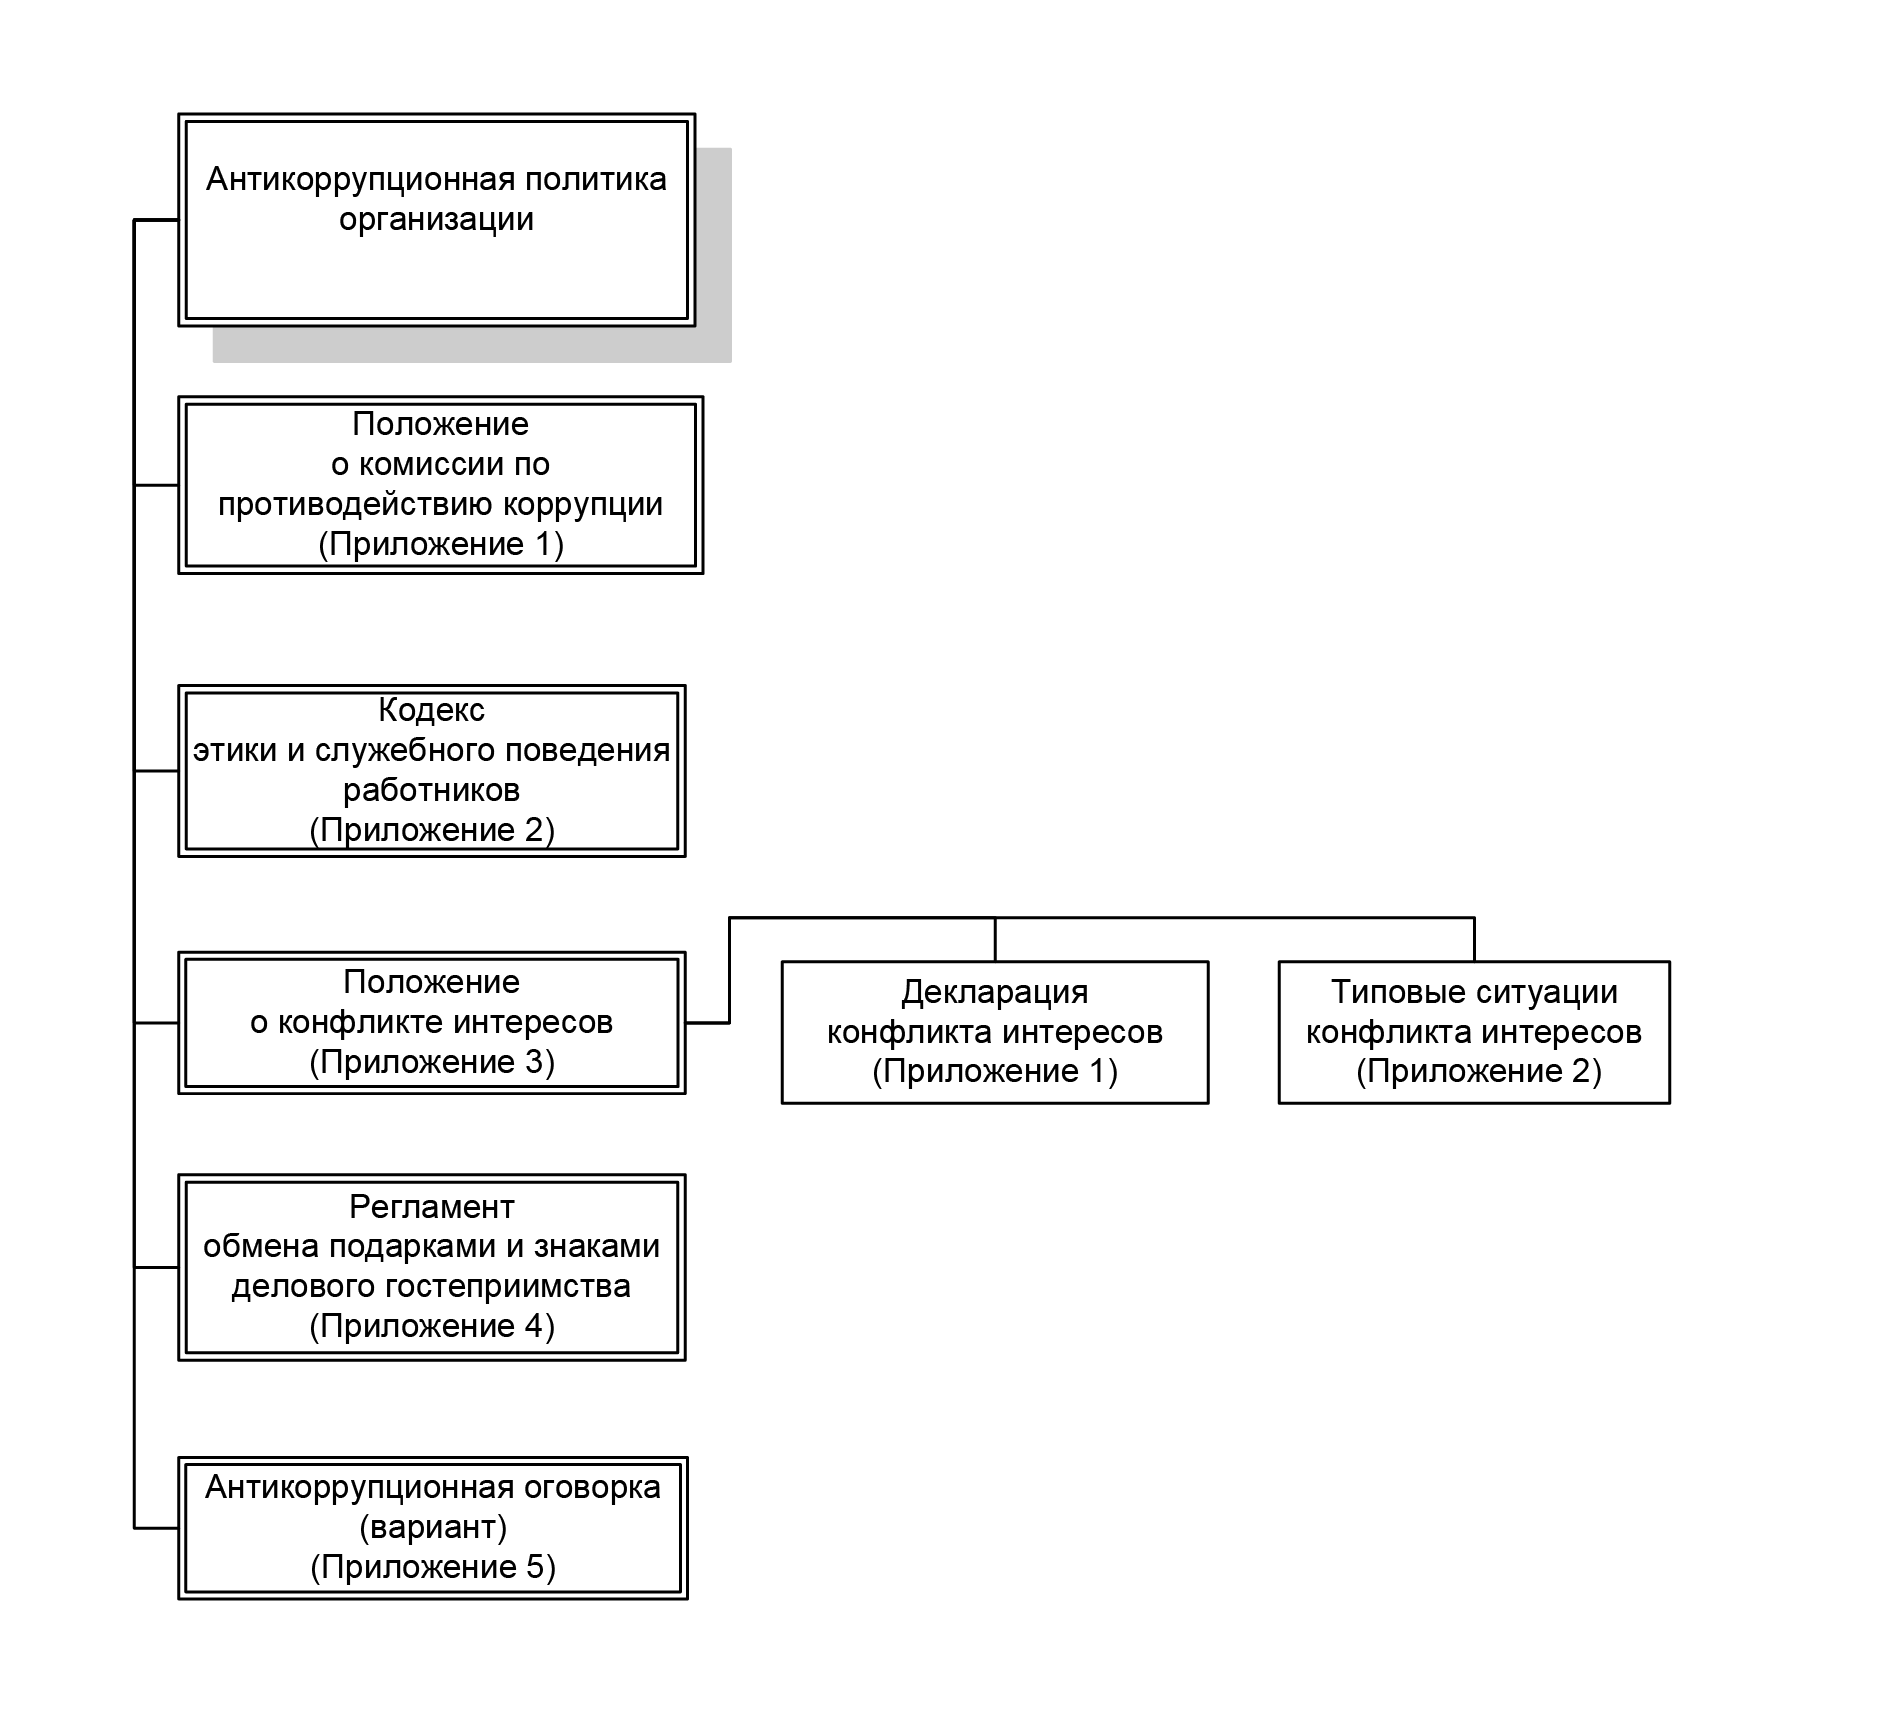 Антикоррупционная политика
организации
Положение
о комиссии по
противодействию коррупции
(Приложение 1)
Кодекс
этики и служебного поведения
работников
(Приложение 2)
Положение
о конфликте интересов
(Приложение 3)
Декларация
конфликта интересов
(Приложение 1)
Типовые ситуации
конфликта интересов
(Приложение 2)
Регламент
обмена подарками и знаками
делового гостеприимства
(Приложение 4)
Антикоррупционная оговорка
(вариант)
(Приложение 5)